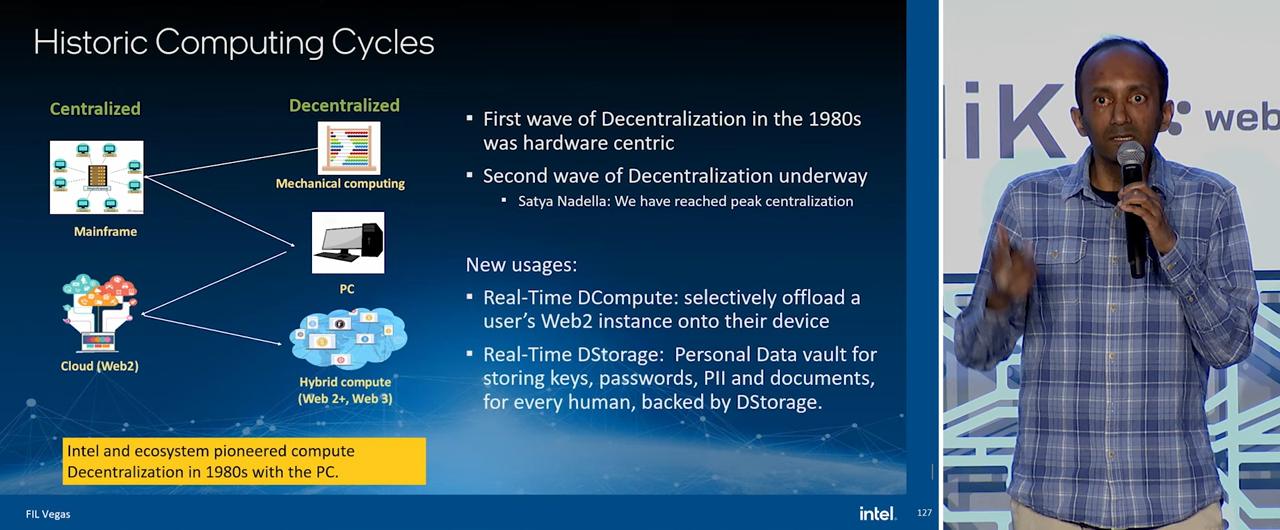 Historic Computing Cycles
Centralized
Decentralized
Mechanical computing
Mainframe
PC
Cloud (Web2)
Hybrid compute
(Web 2+, Web 3)
▪ First wave of Decentralization in the 1980s
was hardware centric
▪ Second wave of Decentralization underway
▪ Satya Nadella: We have reached peak centralization
New usages:
▪ Real-Time DCompute: selectively offload a
user’s Web2 instance onto their device
▪ Real-Time DStorage: Personal Data vault for
storing keys, passwords, PII and documents,
for every human, backed by DStorage.
Intel and ecosystem pioneered compute
Decentralization in 1980s with the PC.
FIL Vegas
intel.
127
liK
web